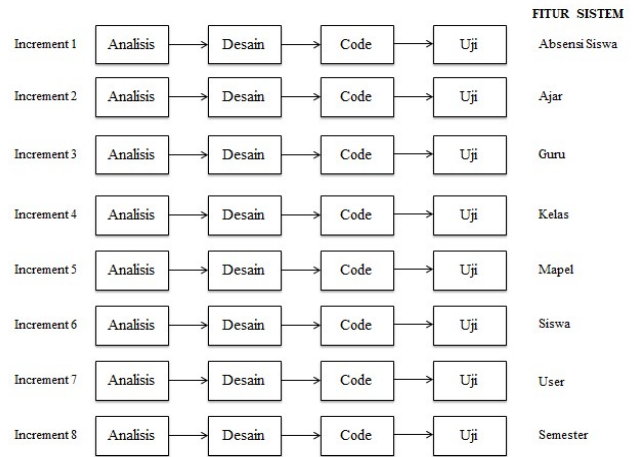 FITUR SISTEM
Increment 1 Analisis Desain Code Uji Absensi Siswa
Increment 2 Analisis Desain Code Uji Ajar
Increment 3 Analisis Desain Code Uji Guru
Increment 4 Analisis Desain Code Uji Kelas
Increment 5 Analisis Desain Code Uji Mapel
Increment 6 Analisis Desain Code Uji Siswa
Increment 7 Analisis Desain Code Uji User
Increment 8 Analisis Desain Code Uji Semester